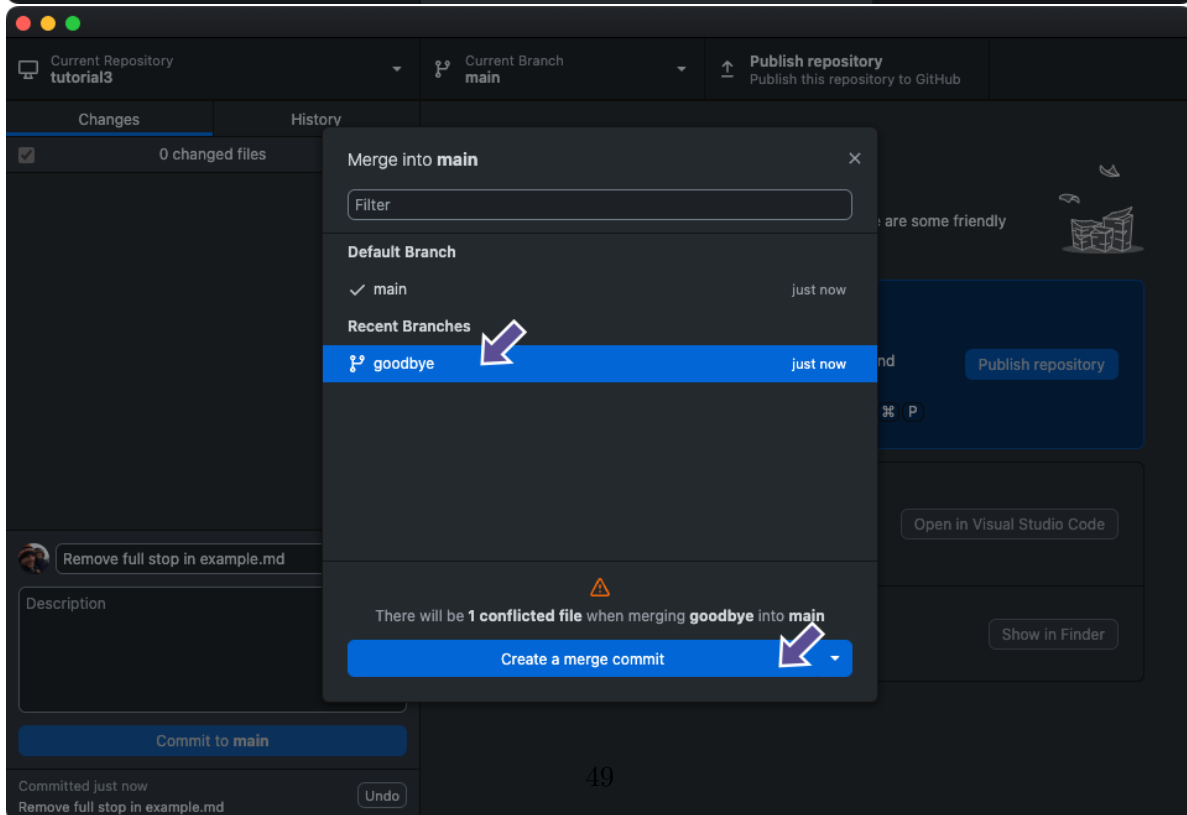 Current Repository
tutorial3
Current Branch
main
Publish repository
Publish this repository to GitHub
Changes
History
0 changed files
Merge into main
Filter
are some friendly
Default Branch
main
just now
Recent Branches
goodbye
just now
nd
Publish repository
⌘ P
Open in Visual Studio Code
Remove full stop in example.md
Description
There will be 1 conflicted file when merging goodbye into main
Show in Finder
Create a merge commit
Commit to main
49
Committed just now
Remove full stop in example.md
Undo